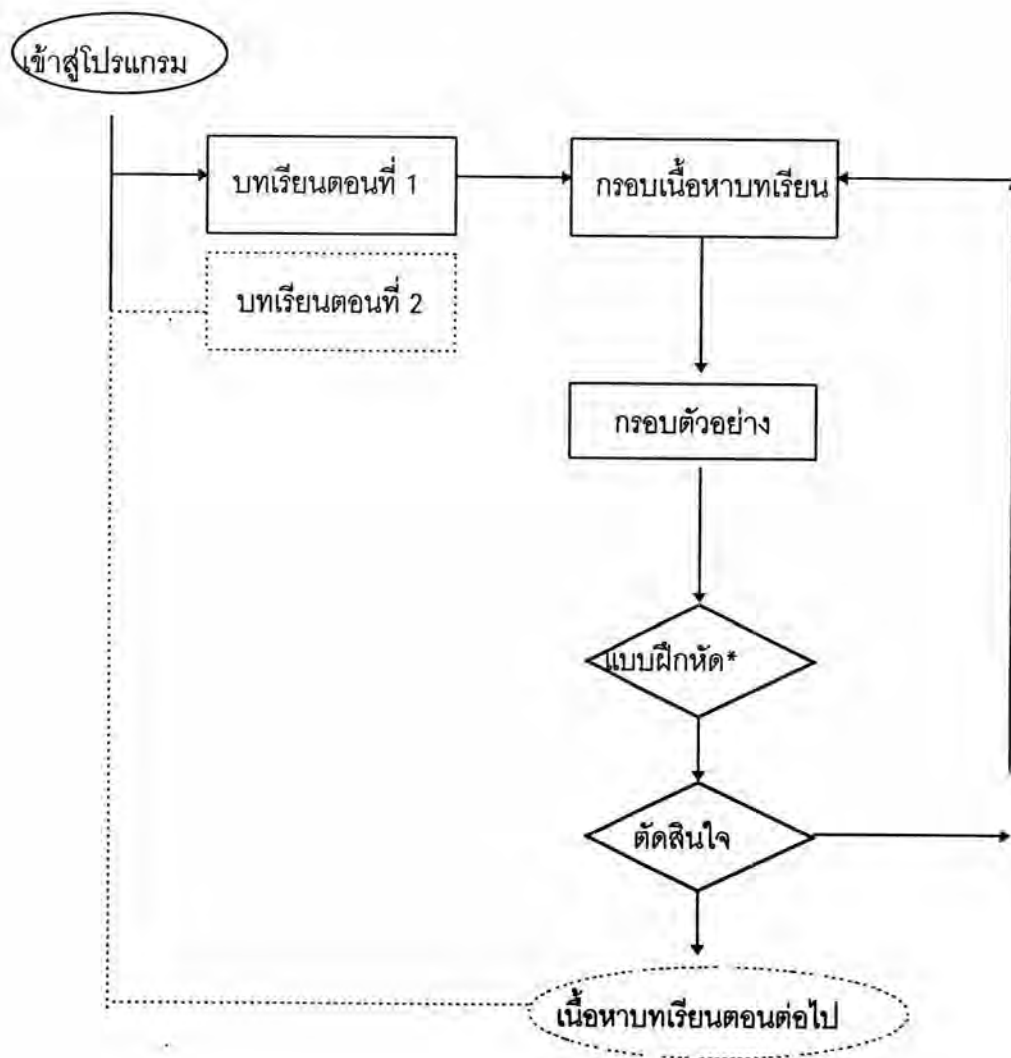 เข้าสู่โปรแกรม
บทเรียนตอนที่ 1
กรอบเนื้อหาบทเรียน
บทเรียนตอนที่ 2
กรอบตัวอย่าง
แบบฝึกหัด*
ตัดสินใจ
เนื้อหาบทเรียนตอนต่อไป